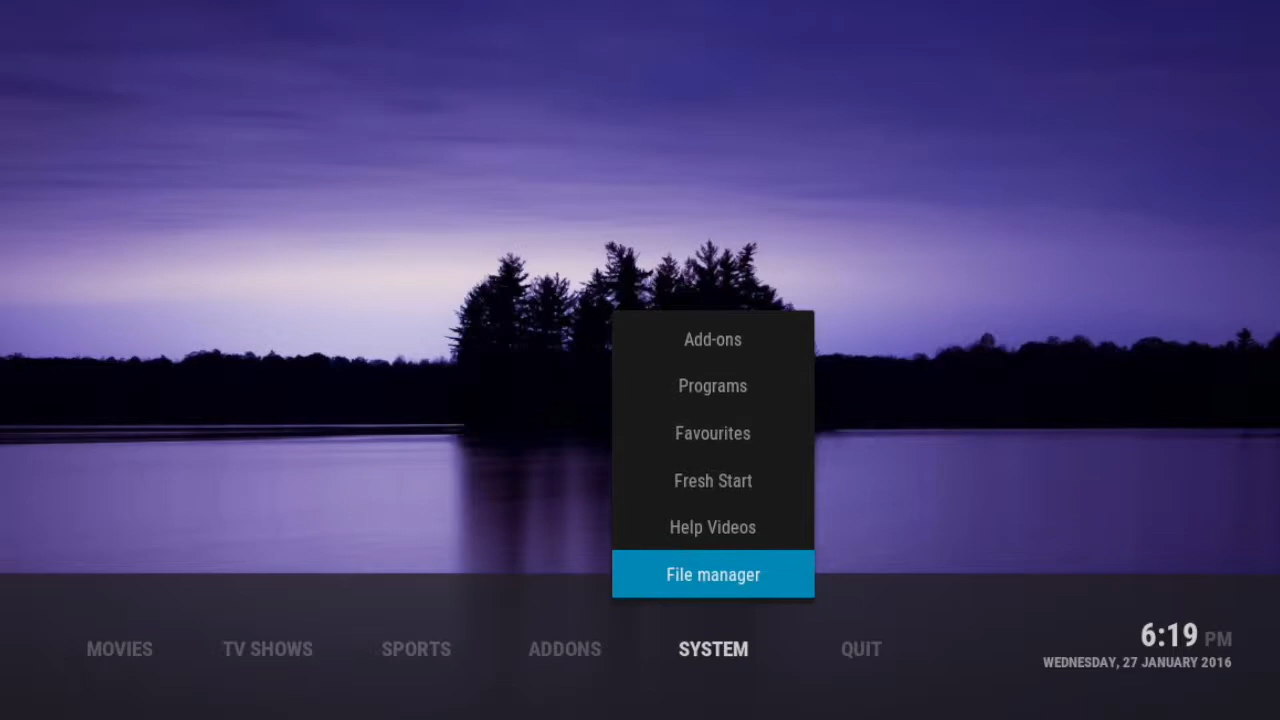 Add-ons
Programs
Favourites
Fresh Start
Help Videos
File manager
MOVIES TV SHOWS SPORTS ADDONS SYSTEM QUIT
6:19 PM
WEDNESDAY, 27 JANUARY 2016